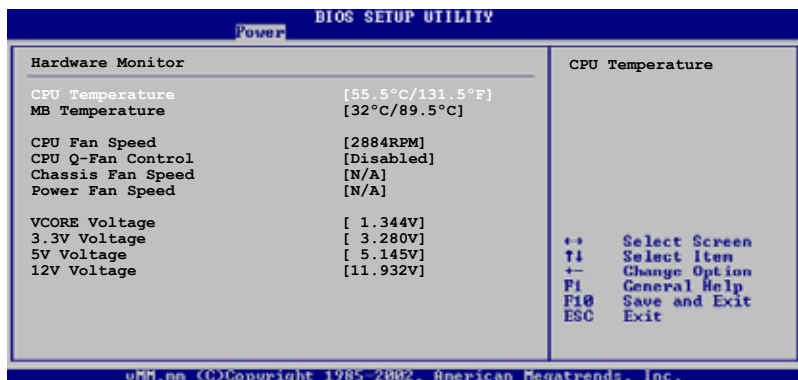 BIOS SETUP UTILITY
Power
Hardware Monitor
CPU Temperature [55.5°C/131.5°F]
MB Temperature [32°C/89.5°C]
CPU Fan Speed [2884RPM]
CPU Q-Fan Control [Disabled]
Chassis Fan Speed [N/A]
Power Fan Speed [N/A]
VCORE Voltage [ 1.344V]
3.3V Voltage [ 3.280V]
5V Voltage [ 5.145V]
12V Voltage [11.932V]
CPU Temperature
↔ Select Screen
↑↓ Select Item
+- Change Option
F1 General Help
F10 Save and Exit
ESC Exit
vMM.nn (C)Copyright 1985-2002, American Megatrends, Inc.